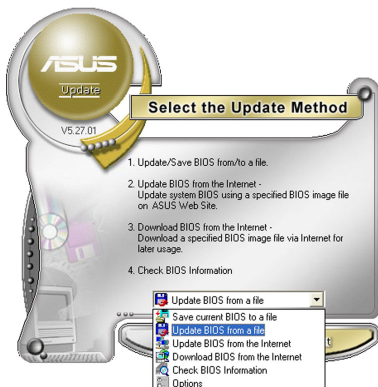 ASUS
Update
V5.27.01
Select the Update Method
1. Update/Save BIOS from/to a file.
2. Update BIOS from the Internet -
Update system BIOS using a specified BIOS image file
on ASUS Web Site.
3. Download BIOS from the Internet -
Download a specified BIOS image file via Internet for
later usage.
4. Check BIOS Information
Update BIOS from a file
Save current BIOS to a file
Update BIOS from a file
Update BIOS from the Internet
Download BIOS from the Internet
Check BIOS Information
Options